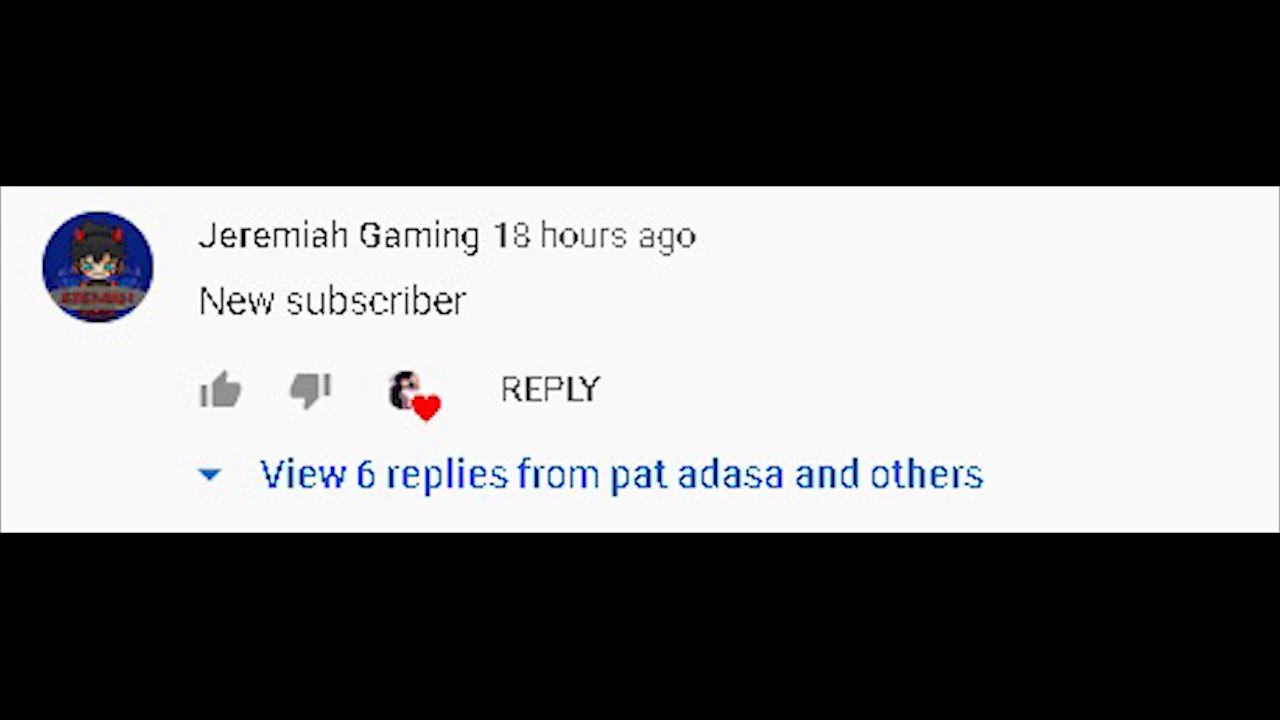 Jeremiah Gaming 18 hours ago
New subscriber
REPLY
View 6 replies from pat adasa and others